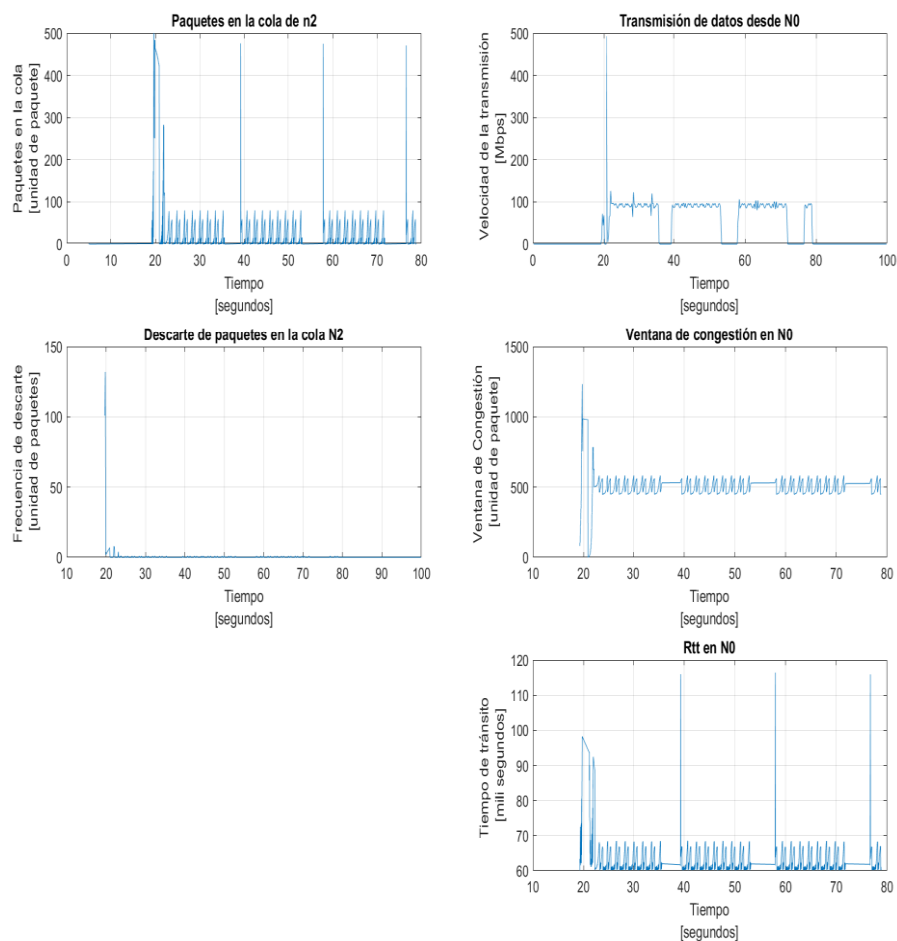 Paquetes en la cola de n2
Paquetes en la cola
[unidad de paquete]
500
400
300
200
100
0
0 10 20 30 40 50 60 70 80
Tiempo
[segundos]
Transmisión de datos desde N0
Velocidad de la transmisión
[Mbps]
500
400
300
200
100
0
0 20 40 60 80 100
Tiempo
[segundos]
Descarte de paquetes en la cola N2
Frecuencia de descarte
[unidad de paquetes]
150
100
50
0
10 20 30 40 50 60 70 80 90 100
Tiempo
[segundos]
Ventana de congestión en N0
Ventana de Congestión
[unidad de paquete]
1500
1000
500
0
10 20 30 40 50 60 70 80
Tiempo
[segundos]
Rtt en N0
Tiempo de tránsito
[mili segundos]
120
110
100
90
80
70
60
10 20 30 40 50 60 70 80
Tiempo
[segundos]